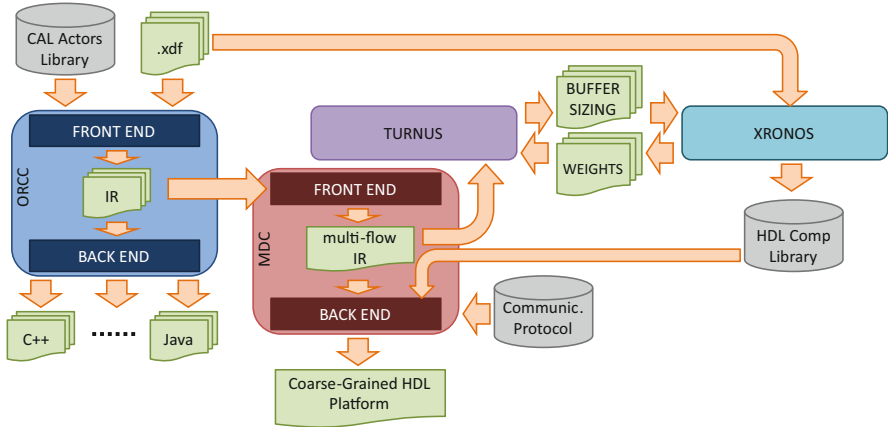 CAL Actors
Library
.xdf
FRONT END
ORCC
IR
BACK END
C++
......
Java
TURNUS
BUFFER
SIZING
WEIGHTS
XRONOS
FRONT END
MDC
multi-flow
IR
BACK END
HDL Comp
Library
Communic.
Protocol
Coarse-Grained HDL
Platform